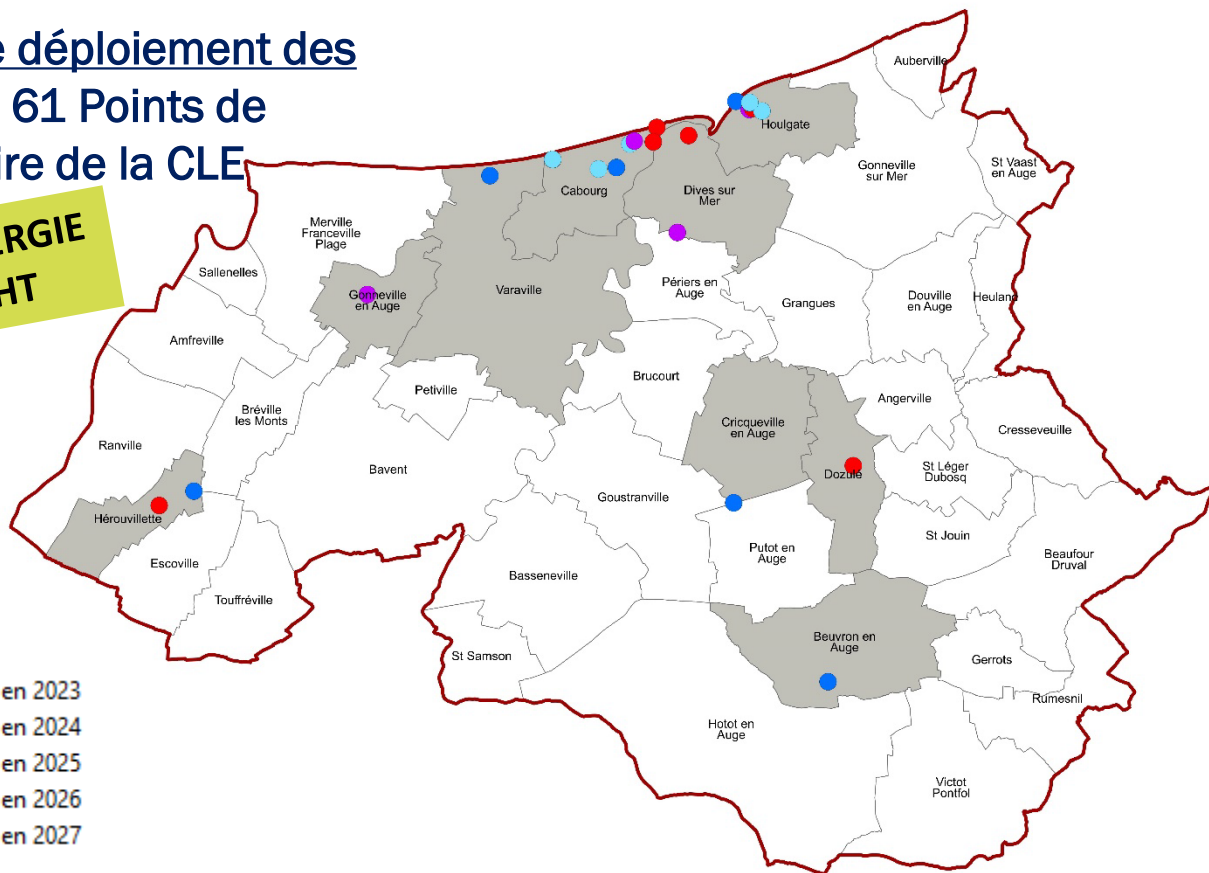 e déploiement des
61 Points de
ire de la CLE
ERGIE
HT
Auberville
Houlgate
Gonneville
sur Mer
St Vaast
en Auge
Cabourg
Dives sur
Mer
Merville
Franceville
Plage
Sallenelles
Gonneville
en Auge
Varaville
Périers en
Auge
Grangues
Douville
en Auge
Heuland
Amfreville
Petiville
Brucourt
Bréville
les Monts
Angerville
Cricqueville
en Auge
Cresseveuille
Ranville
Bavent
Dozulé
St Léger
Dubosq
Goustranville
Hérouvillette
St Jouin
Putot en
Auge
Beaufour
Druval
Escoville
Basseneville
Touffréville
Beuvron en
Auge
St Samson
Gerrots
Rumesnil
Hotot en
Auge
Victot
Pontfol
en 2023
en 2024
en 2025
en 2026
en 2027